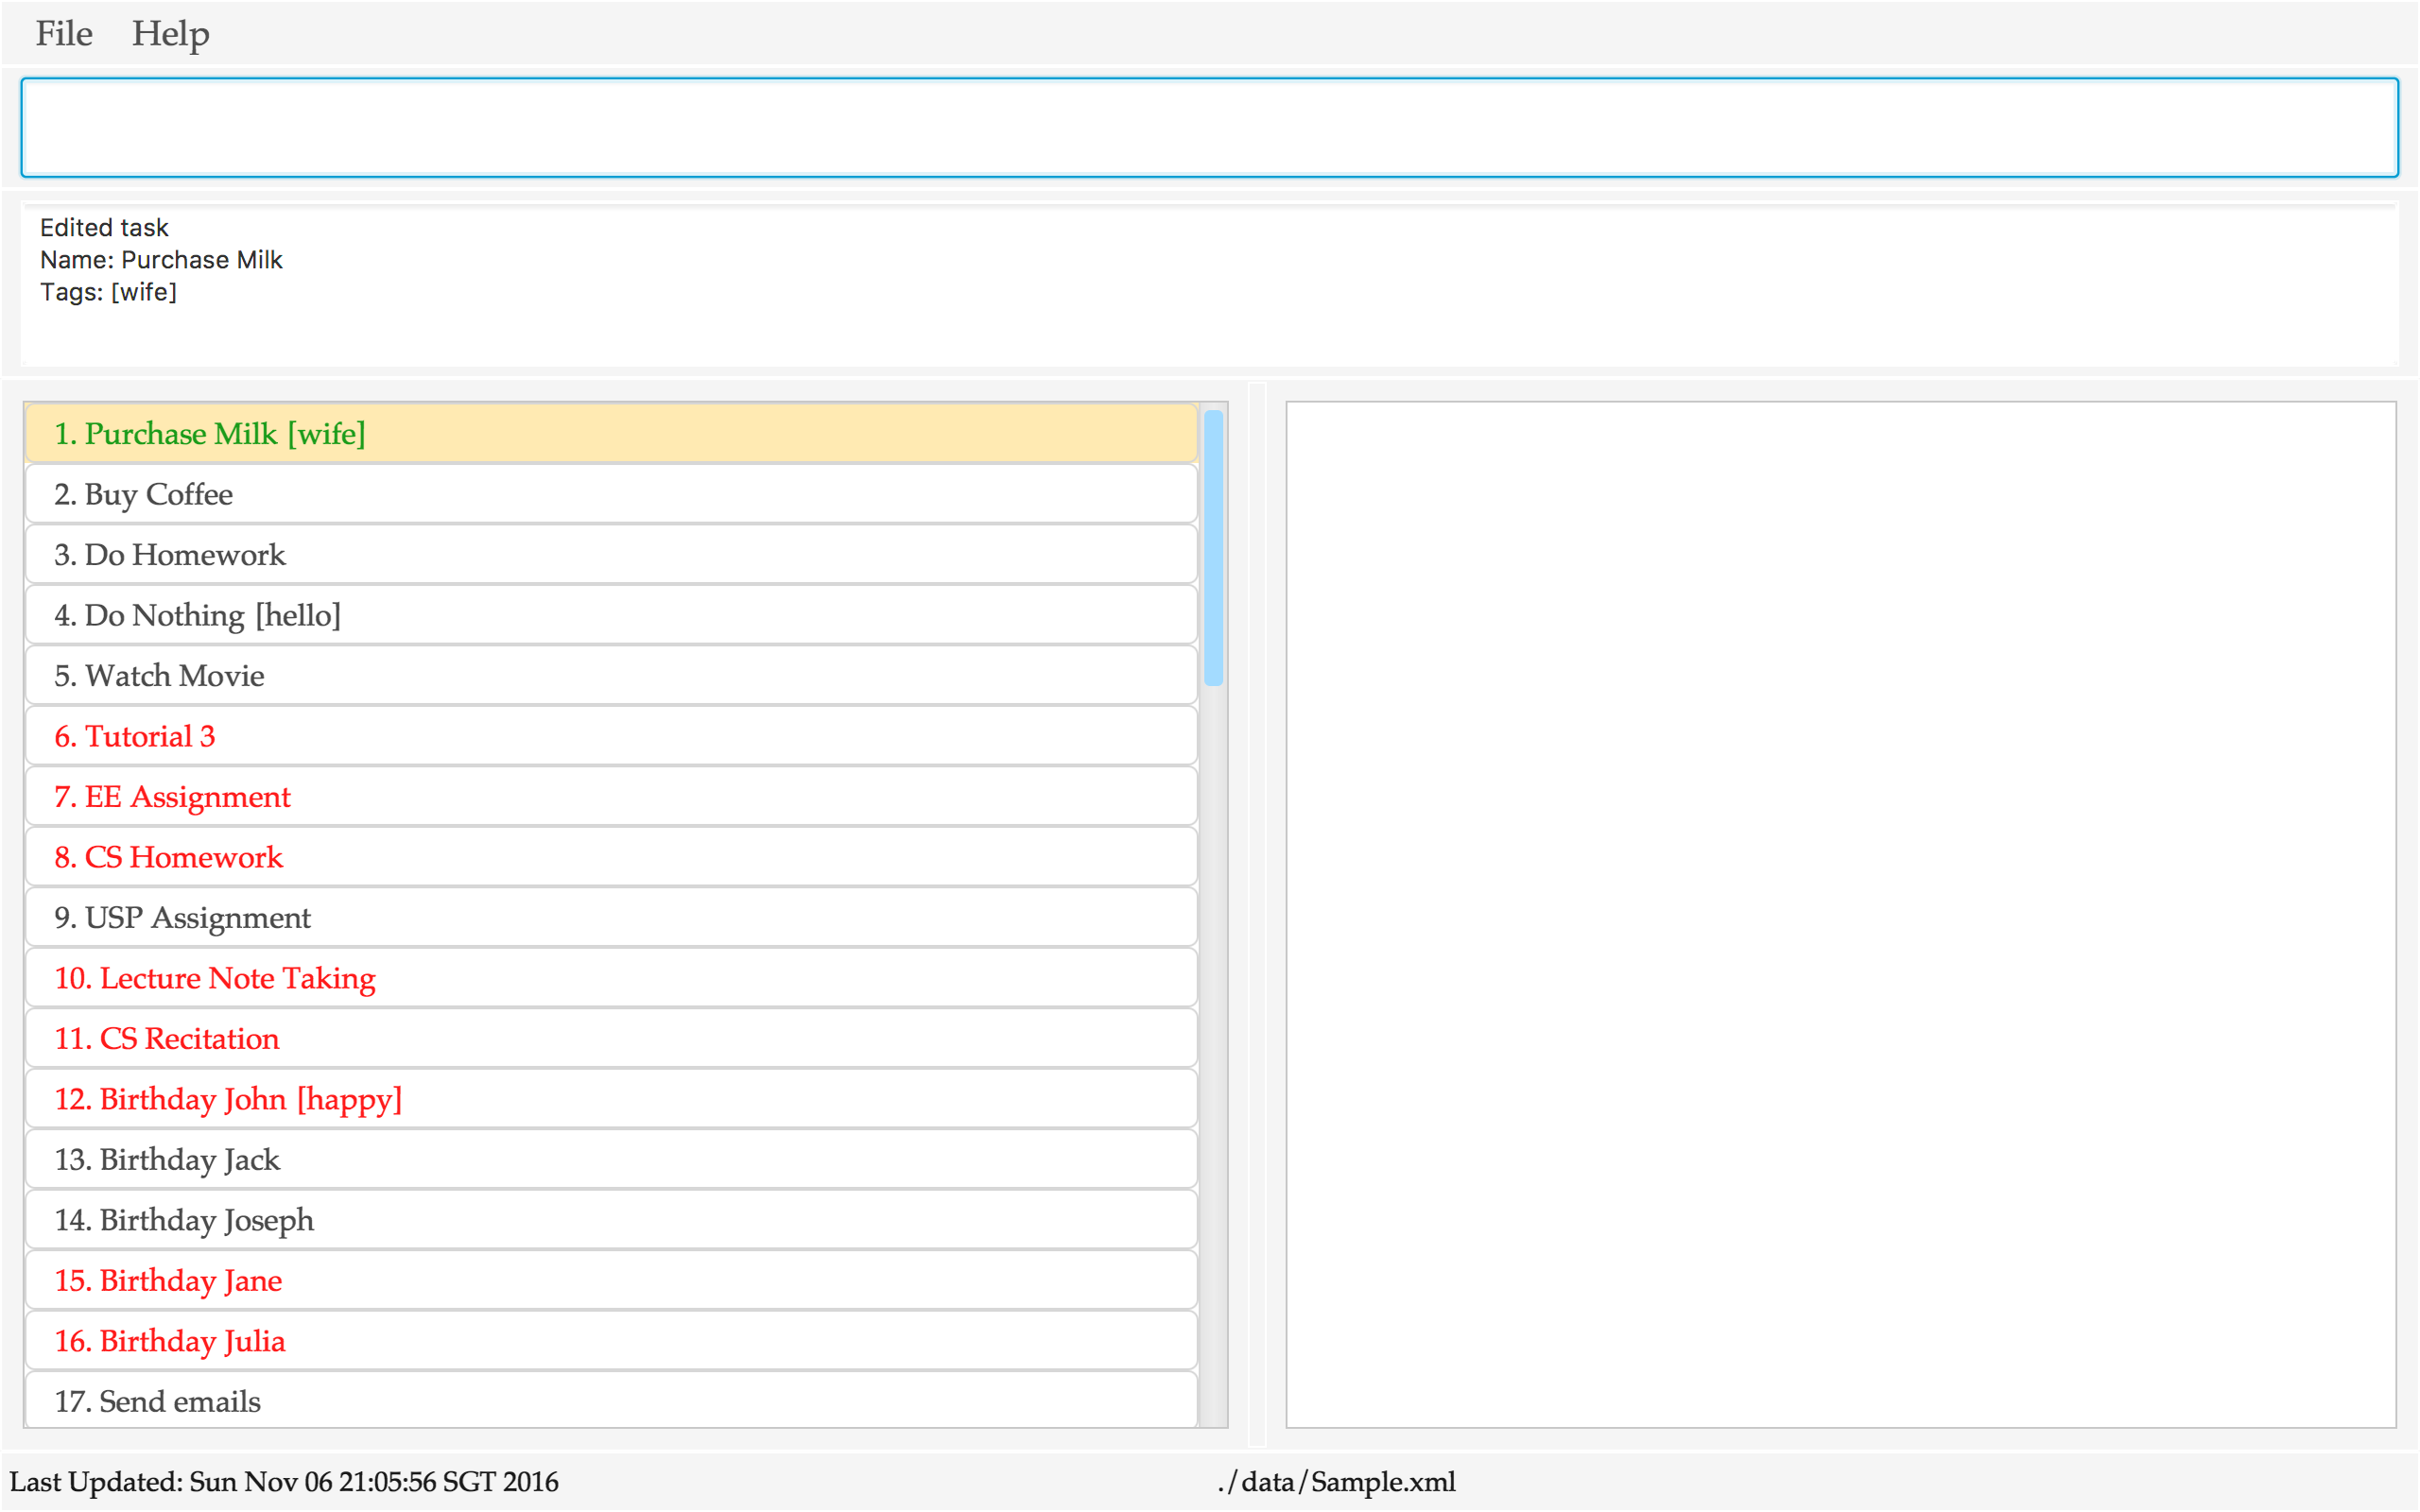 File Help
Edited task
Name: Purchase Milk
Tags: [wife]
1. Purchase Milk [wife]
2. Buy Coffee
3. Do Homework
4. Do Nothing [hello]
5. Watch Movie
6. Tutorial 3
7. EE Assignment
8. CS Homework
9. USP Assignment
10. Lecture Note Taking
11. CS Recitation
12. Birthday John [happy]
13. Birthday Jack
14. Birthday Joseph
15. Birthday Jane
16. Birthday Julia
17. Send emails
Last Updated: Sun Nov 06 21:05:56 SGT 2016 ./data/Sample.xml